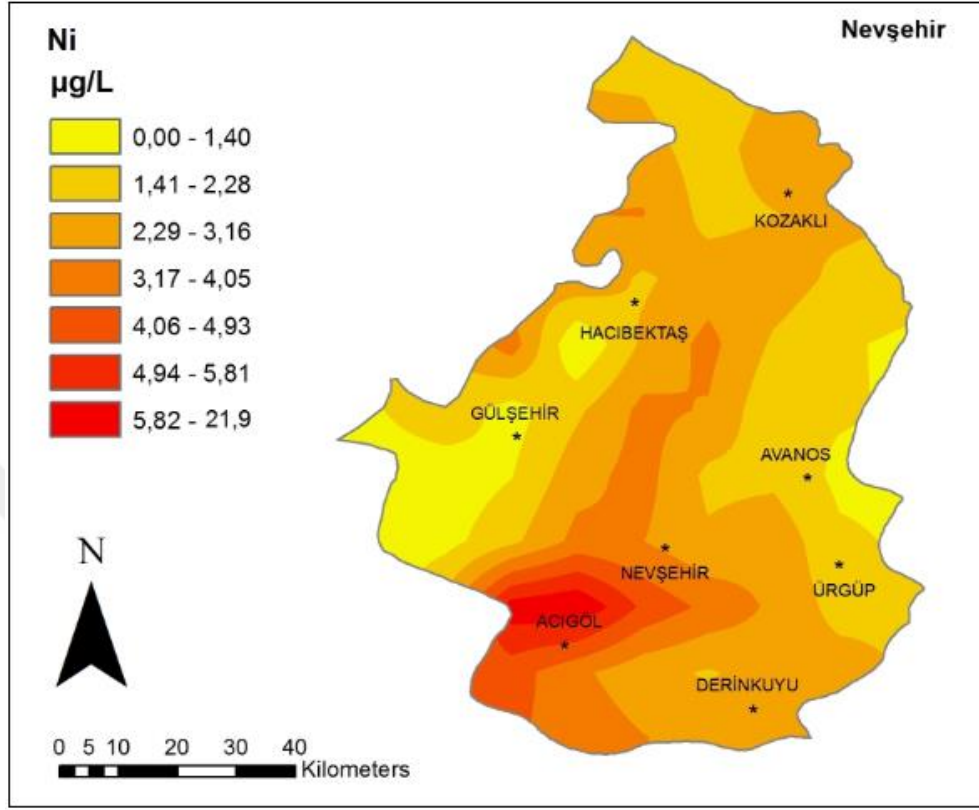 Nevşehir
Ni
µg/L
0,00 - 1,40
1,41 - 2,28
2,29 - 3,16
3,17 - 4,05
4,06 - 4,93
4,94 - 5,81
5,82 - 21,9
KOZAKLI
HACIBEKTAŞ
GÜLŞEHİR
AVANOS
NEVŞEHİR
ÜRGÜP
ACIGÖL
DERİNKUYU
N
0 5 10 20 30 40
Kilometers